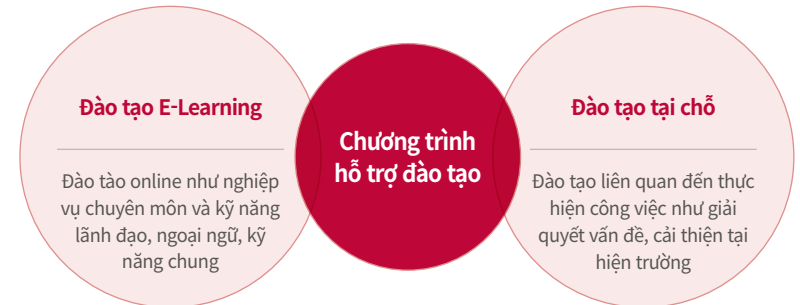 Đào tạo E-Learning
Đào tào online như nghiệp
vụ chuyên môn và kỹ năng
lãnh đạo, ngoại ngữ, kỹ
năng chung
Chương trình
hỗ trợ đào tạo
Đào tạo tại chỗ
Đào tạo liên quan đến thực
hiện công việc như giải
quyết vấn đề, cải thiện tại
hiện trường